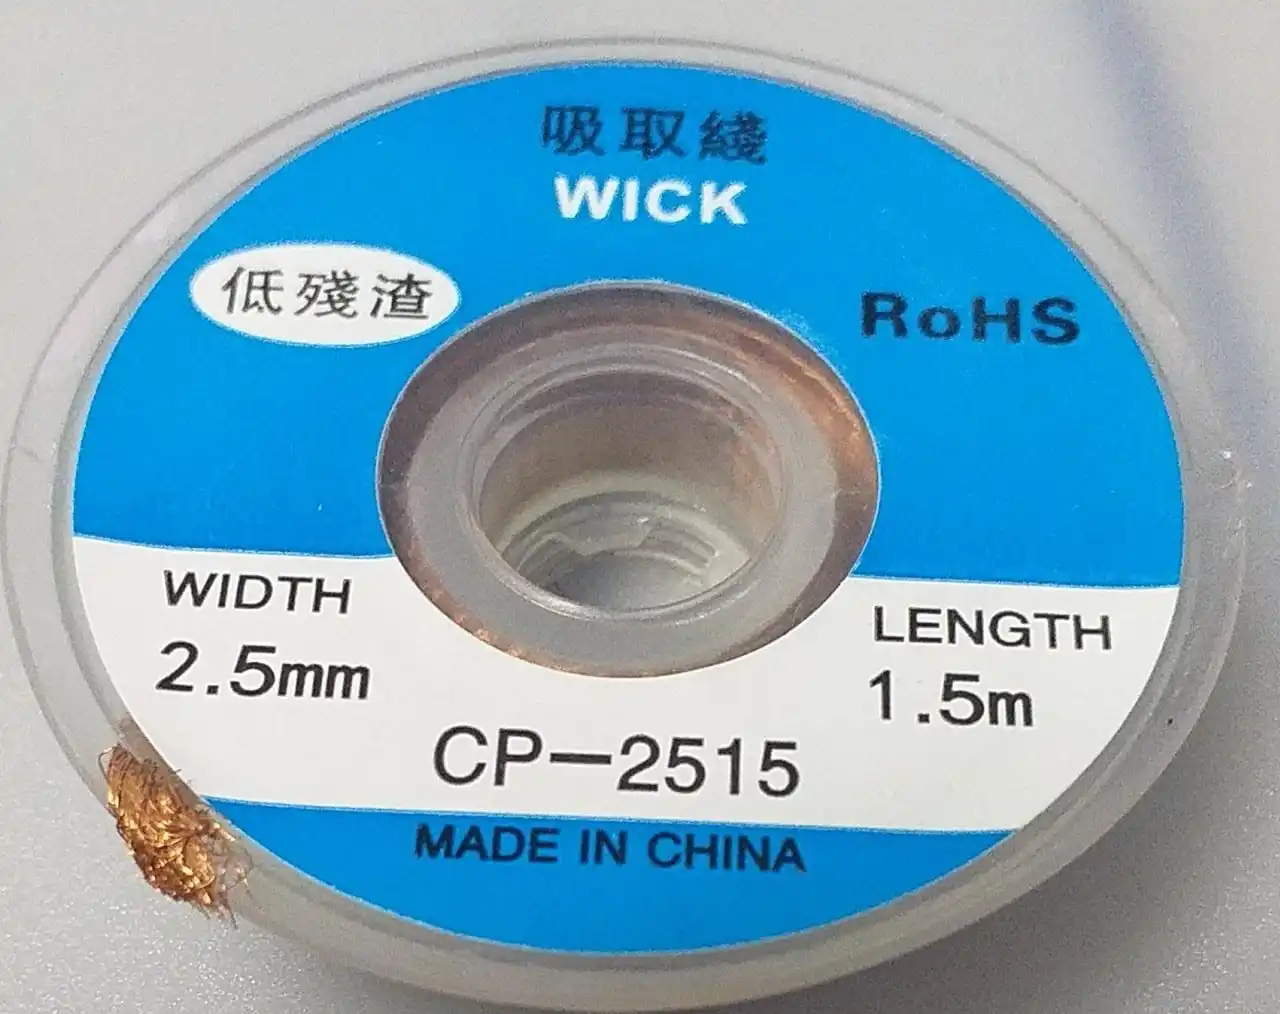 吸取綫
WICK
低殘渣
RoHS
WIDTH
2.5mm
LENGTH
1.5m
CP-2515
MADE IN CHINA